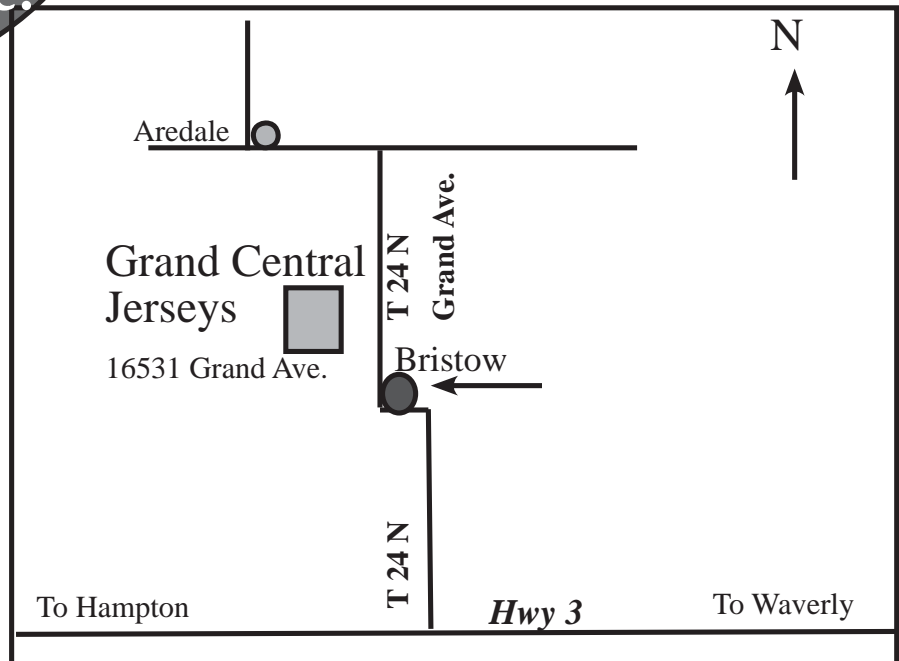 N
Aredale
T 24 N
Grand Ave.
Grand Central
Jerseys
16531 Grand Ave.
Bristow
T 24 N
To Hampton
Hwy 3
To Waverly